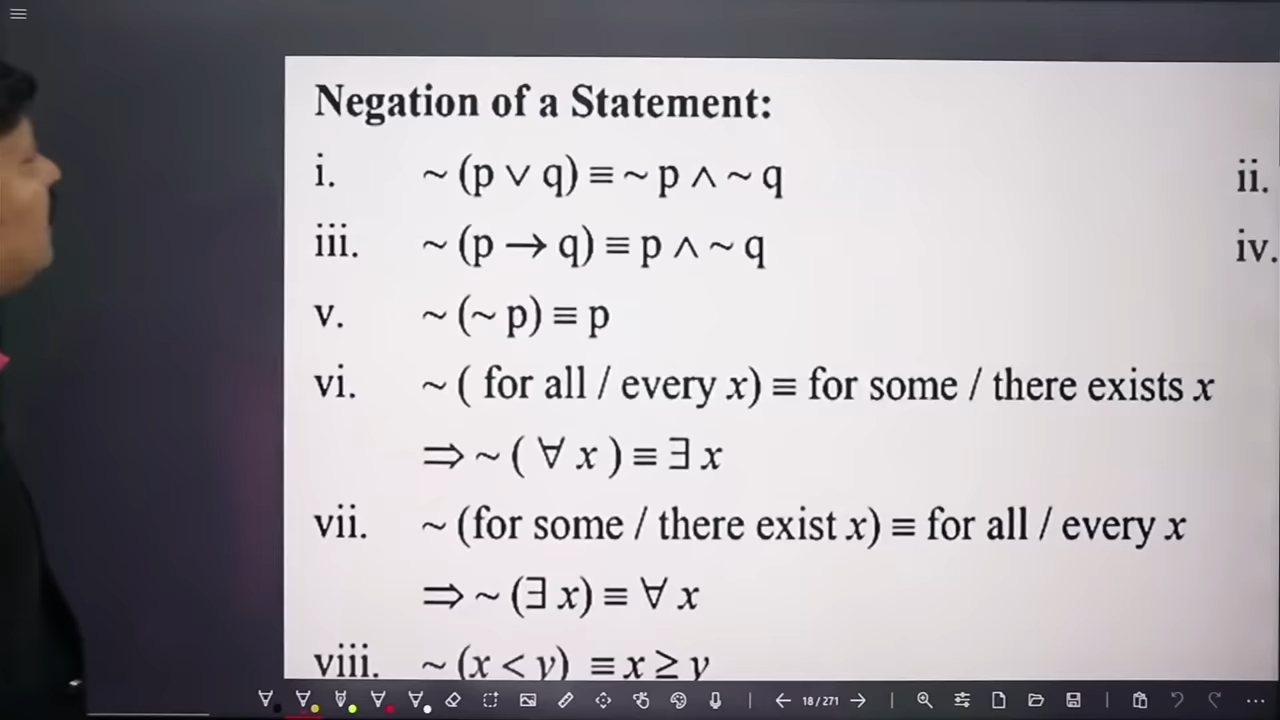 Negation of a Statement:
i. ~ (p ∨ q) ≡ ~ p ∧ ~ q ii.
iii. ~ (p → q) ≡ p ∧ ~ q iv.
v. ~ (~ p) ≡ p
vi. ~ ( for all / every x) ≡ for some / there exists x
⇒ ~ ( ∀ x ) ≡ ∃ x
vii. ~ (for some / there exist x) ≡ for all / every x
⇒ ~ (∃ x) ≡ ∀ x
viii. ~ (x < y) ≡ x ≥ y
18 / 271